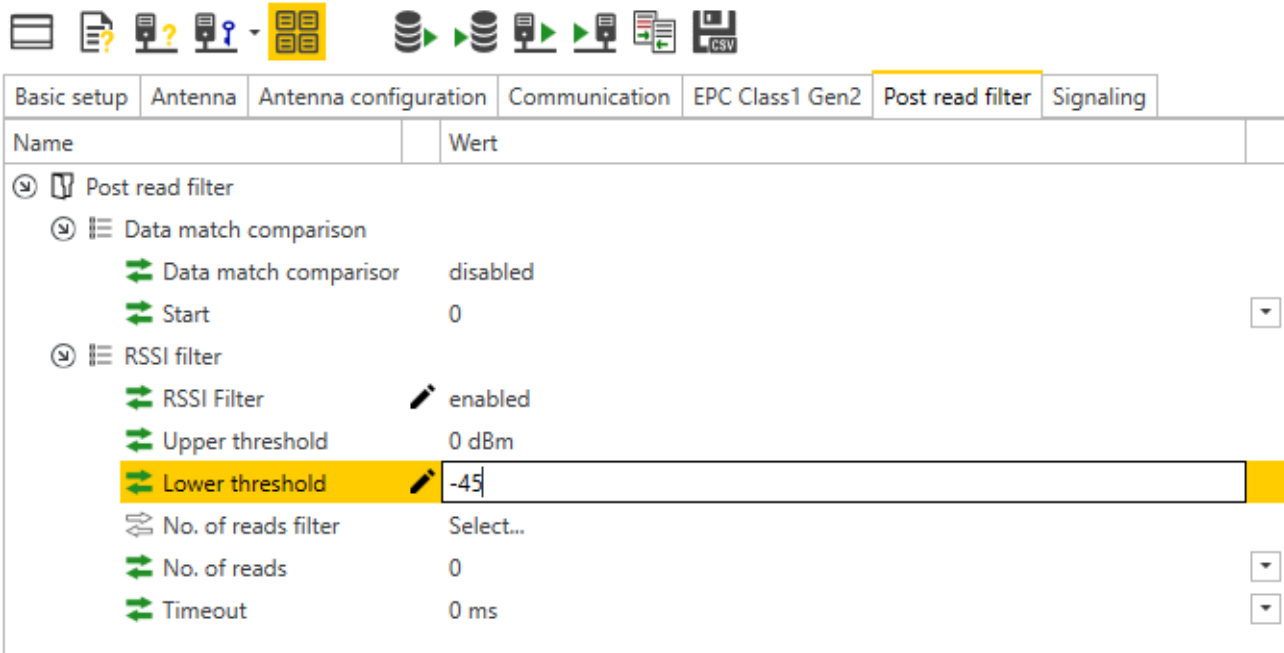 CSV
Basic setup Antenna Antenna configuration Communication EPC Class1 Gen2 Post read filter Signaling
Name Wert
Post read filter
Data match comparison
Data match comparisor disabled
Start 0
RSSI filter
RSSI Filter enabled
Upper threshold 0 dBm
Lower threshold -45
No. of reads filter Select...
No. of reads 0
Timeout 0 ms